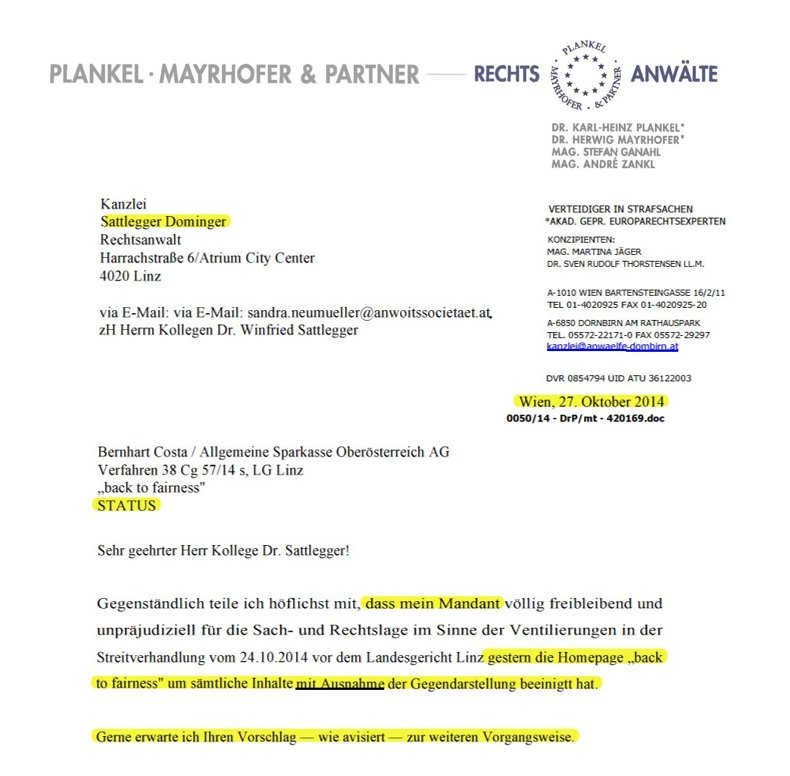 PLANKEL · MAYRHOFER & PARTNER — RECHTS ANWÄLTE
PLANKEL · MAYRHOFER · & PARTNER ·
DR. KARL-HEINZ PLANKEL*
DR. HERWIG MAYRHOFER*
MAG. STEFAN GANAHL
MAG. ANDRÉ ZANKL
Kanzlei
Sattlegger Dominger
Rechtsanwalt
Harrachstraße 6/Atrium City Center
4020 Linz
via E-Mail: via E-Mail: sandra.neumueller@anwoitssocietaet.at,
zH Herrn Kollegen Dr. Winfried Sattlegger
VERTEIDIGER IN STRAFSACHEN
*AKAD. GEPR. EUROPARECHTSEXPERTEN
KONZIPIENTEN:
MAG. MARTINA JÄGER
DR. SVEN RUDOLF THORSTENSEN LL.M.
A-1010 WIEN BARTENSTEINGASSE 16/2/11
TEL 01-4020925 FAX 01-4020925-20
A-6850 DORNBIRN AM RATHAUSPARK
TEL. 05572-22171-0 FAX 05572-29297
kanzlei@anwaelfe-dombirn.at
DVR 0854794 UID ATU 36122003
Wien, 27. Oktober 2014
0050/14 - DrP/mt - 420169.doc
Bernhart Costa / Allgemeine Sparkasse Oberösterreich AG
Verfahren 38 Cg 57/14 s, LG Linz
„back to fairness"
STATUS
Sehr geehrter Herr Kollege Dr. Sattlegger!
Gegenständlich teile ich höflichst mit, dass mein Mandant völlig freibleibend und
unpräjudiziell für die Sach- und Rechtslage im Sinne der Ventilierungen in der
Streitverhandlung vom 24.10.2014 vor dem Landesgericht Linz gestern die Homepage „back
to fairness" um sämtliche Inhalte mit Ausnahme der Gegendarstellung beeinigtt hat.
Gerne erwarte ich Ihren Vorschlag — wie avisiert — zur weiteren Vorgangsweise.